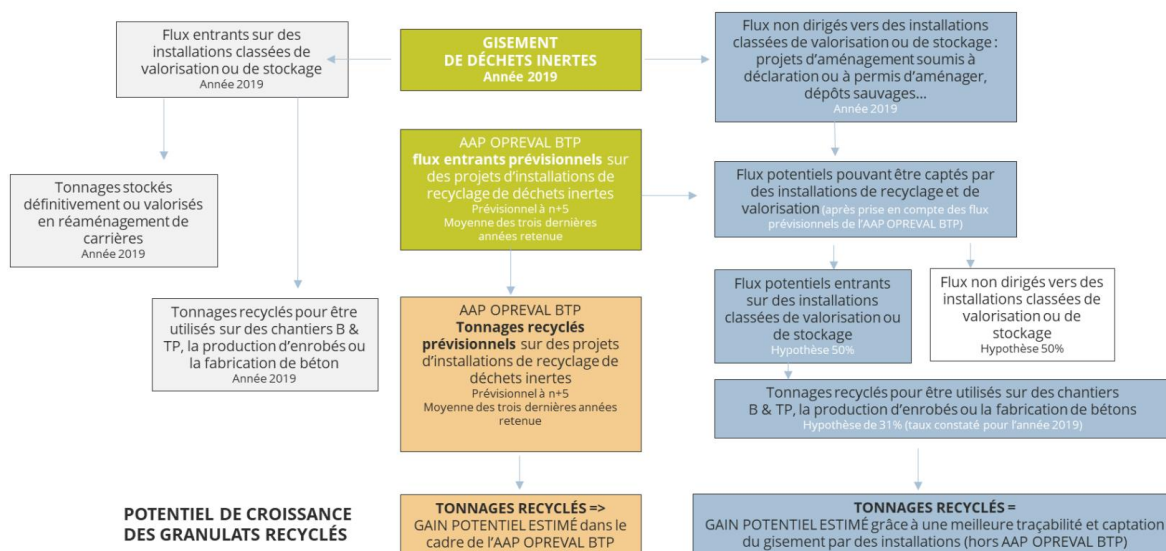 Flux entrants sur des
installations classées de
valorisation ou de stockage
Année 2019
GISEMENT
DE DÉCHETS INERTES
Année 2019
Flux non dirigés vers des installations
classées de valorisation ou de stockage :
projets d’aménagement soumis à
déclaration ou à permis d’aménager,
dépôts sauvages...
Année 2019
AAP OPREVAL BTP
flux entrants prévisionnels sur
des projets d’installations de
recyclage de déchets inertes
Prévisionnel à n+5
Moyenne des trois dernières
années retenue
Flux potentiels pouvant être captés par
des installations de recyclage et de
valorisation (après prise en compte des flux
prévisionnels de l’AAP OPREVAL BTP)
Tonnages stockés
définitivement ou valorisés
en réaménagement de
carrières
Année 2019
Flux potentiels entrants
sur des installations
classées de valorisation ou
de stockage
Hypothèse 50%
Flux non dirigés vers des
installations classées de
valorisation ou de
stockage
Hypothèse 50%
Tonnages recyclés pour être
utilisés sur des chantiers B &
TP, la production d’enrobés ou
la fabrication de béton
Année 2019
AAP OPREVAL BTP
Tonnages recyclés
prévisionnels sur des projets
d’installations de recyclage de
déchets inertes
Prévisionnel à n+5
Moyenne des trois dernières années
retenue
Tonnages recyclés pour être utilisés sur des chantiers
B & TP, la production d’enrobés ou la fabrication de bétons
Hypothèse de 31% (taux constaté pour l’année 2019)
POTENTIEL DE CROISSANCE
DES GRANULATS RECYCLÉS
TONNAGES RECYCLÉS =>
GAIN POTENTIEL ESTIMÉ dans le
cadre de l’AAP OPREVAL BTP
TONNAGES RECYCLÉS =
GAIN POTENTIEL ESTIMÉ grâce à une meilleure traçabilité et captation
du gisement par des installations (hors AAP OPREVAL BTP)